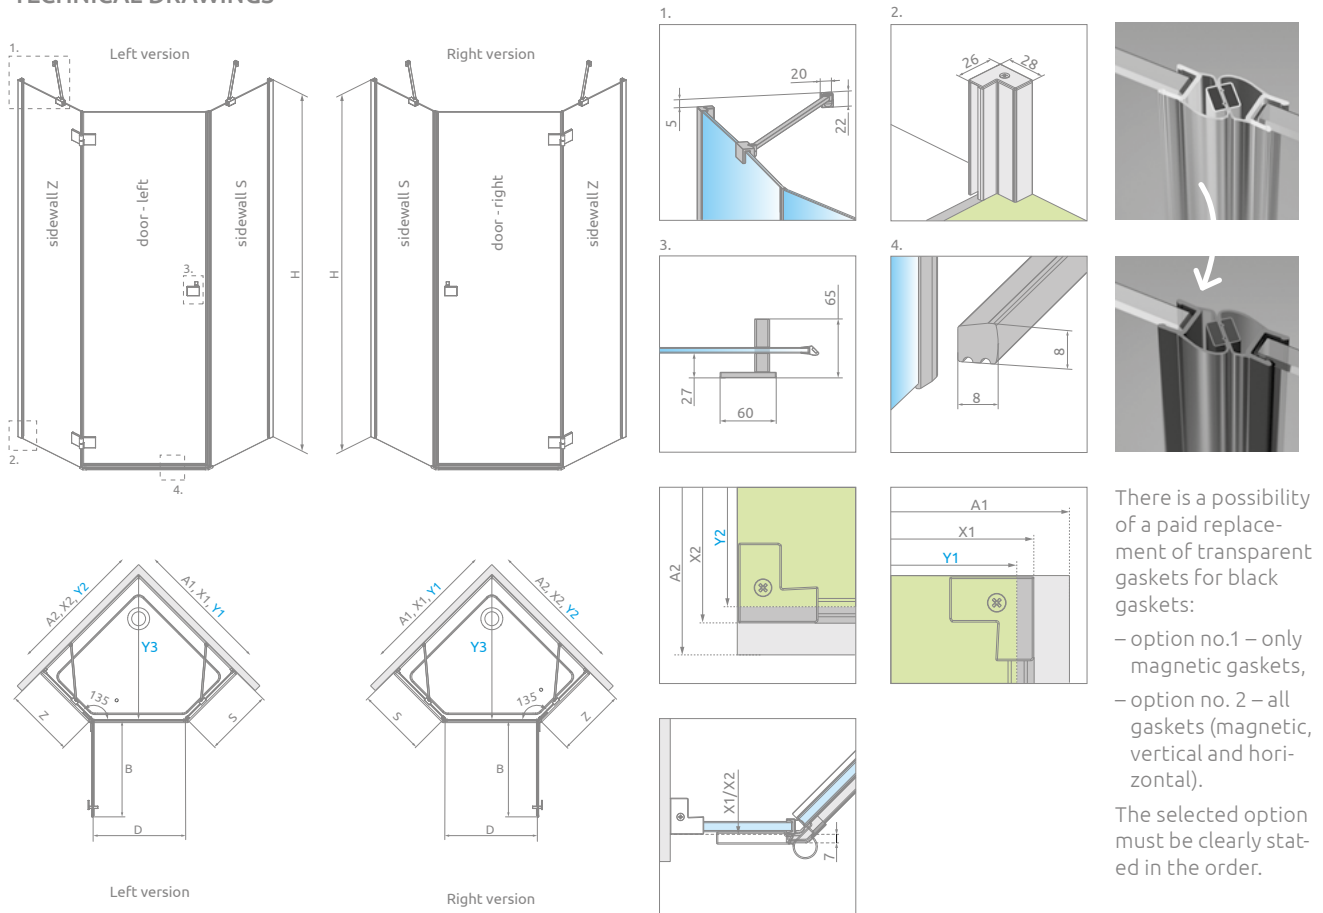 TECHNICAL DRAWINGS
1.
Left version
sidewall Z
door - left
sidewall S
3.
H
2.
4.
Right version
H
sidewall S
door - right
sidewall Z
1.
20
5
22
2.
26
28
3.
65
27
60
4.
8
8
A2
X2
Y2
A1
X1
Y1
X1/X2
7
A2, X2, Y2
A1, X1, Y1
Y3
135 °
Z
S
B
D
Left version
A1, X1, Y1
A2, X2, Y2
Y3
135 °
S
Z
B
D
Right version
There is a possibility
of a paid replace-
ment of transparent
gaskets for black
gaskets:
– option no.1 – only
magnetic gaskets,
– option no. 2 – all
gaskets (magnetic,
vertical and hori-
zontal).
The selected option
must be clearly stat-
ed in the order.